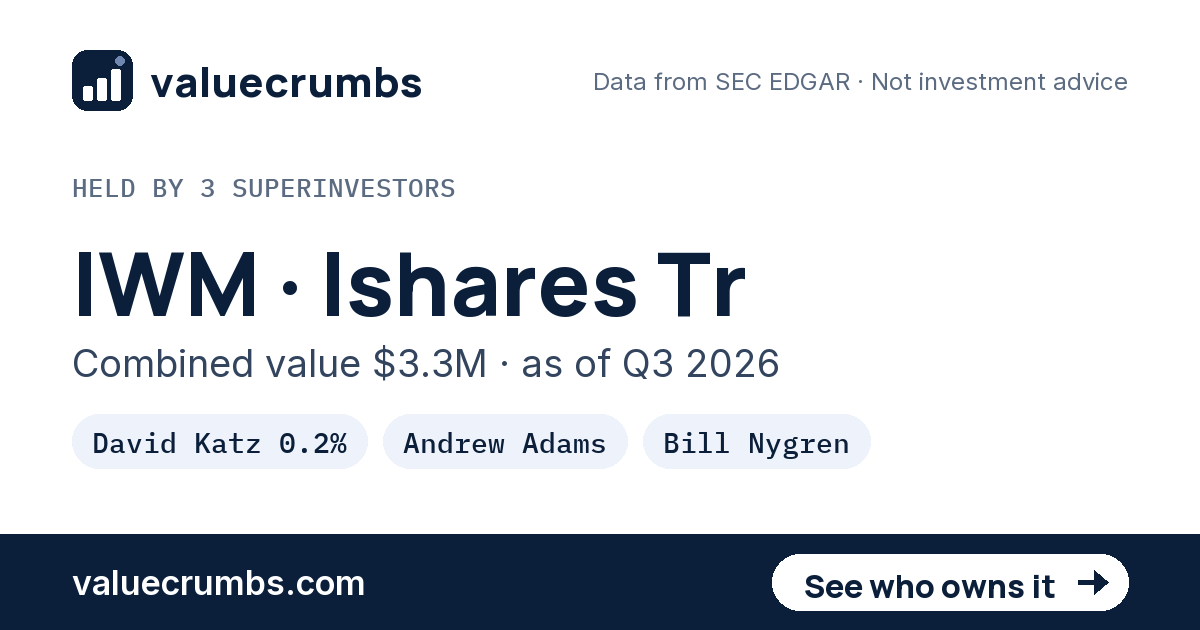 valuecrumbs
Data from SEC EDGAR · Not investment advice
HELD BY 3 SUPERINVESTORS
IWM · Ishares Tr
Combined value $3.3M · as of Q3 2026
David Katz 0.2%
Andrew Adams
Bill Nygren
valuecrumbs.com
See who owns it →